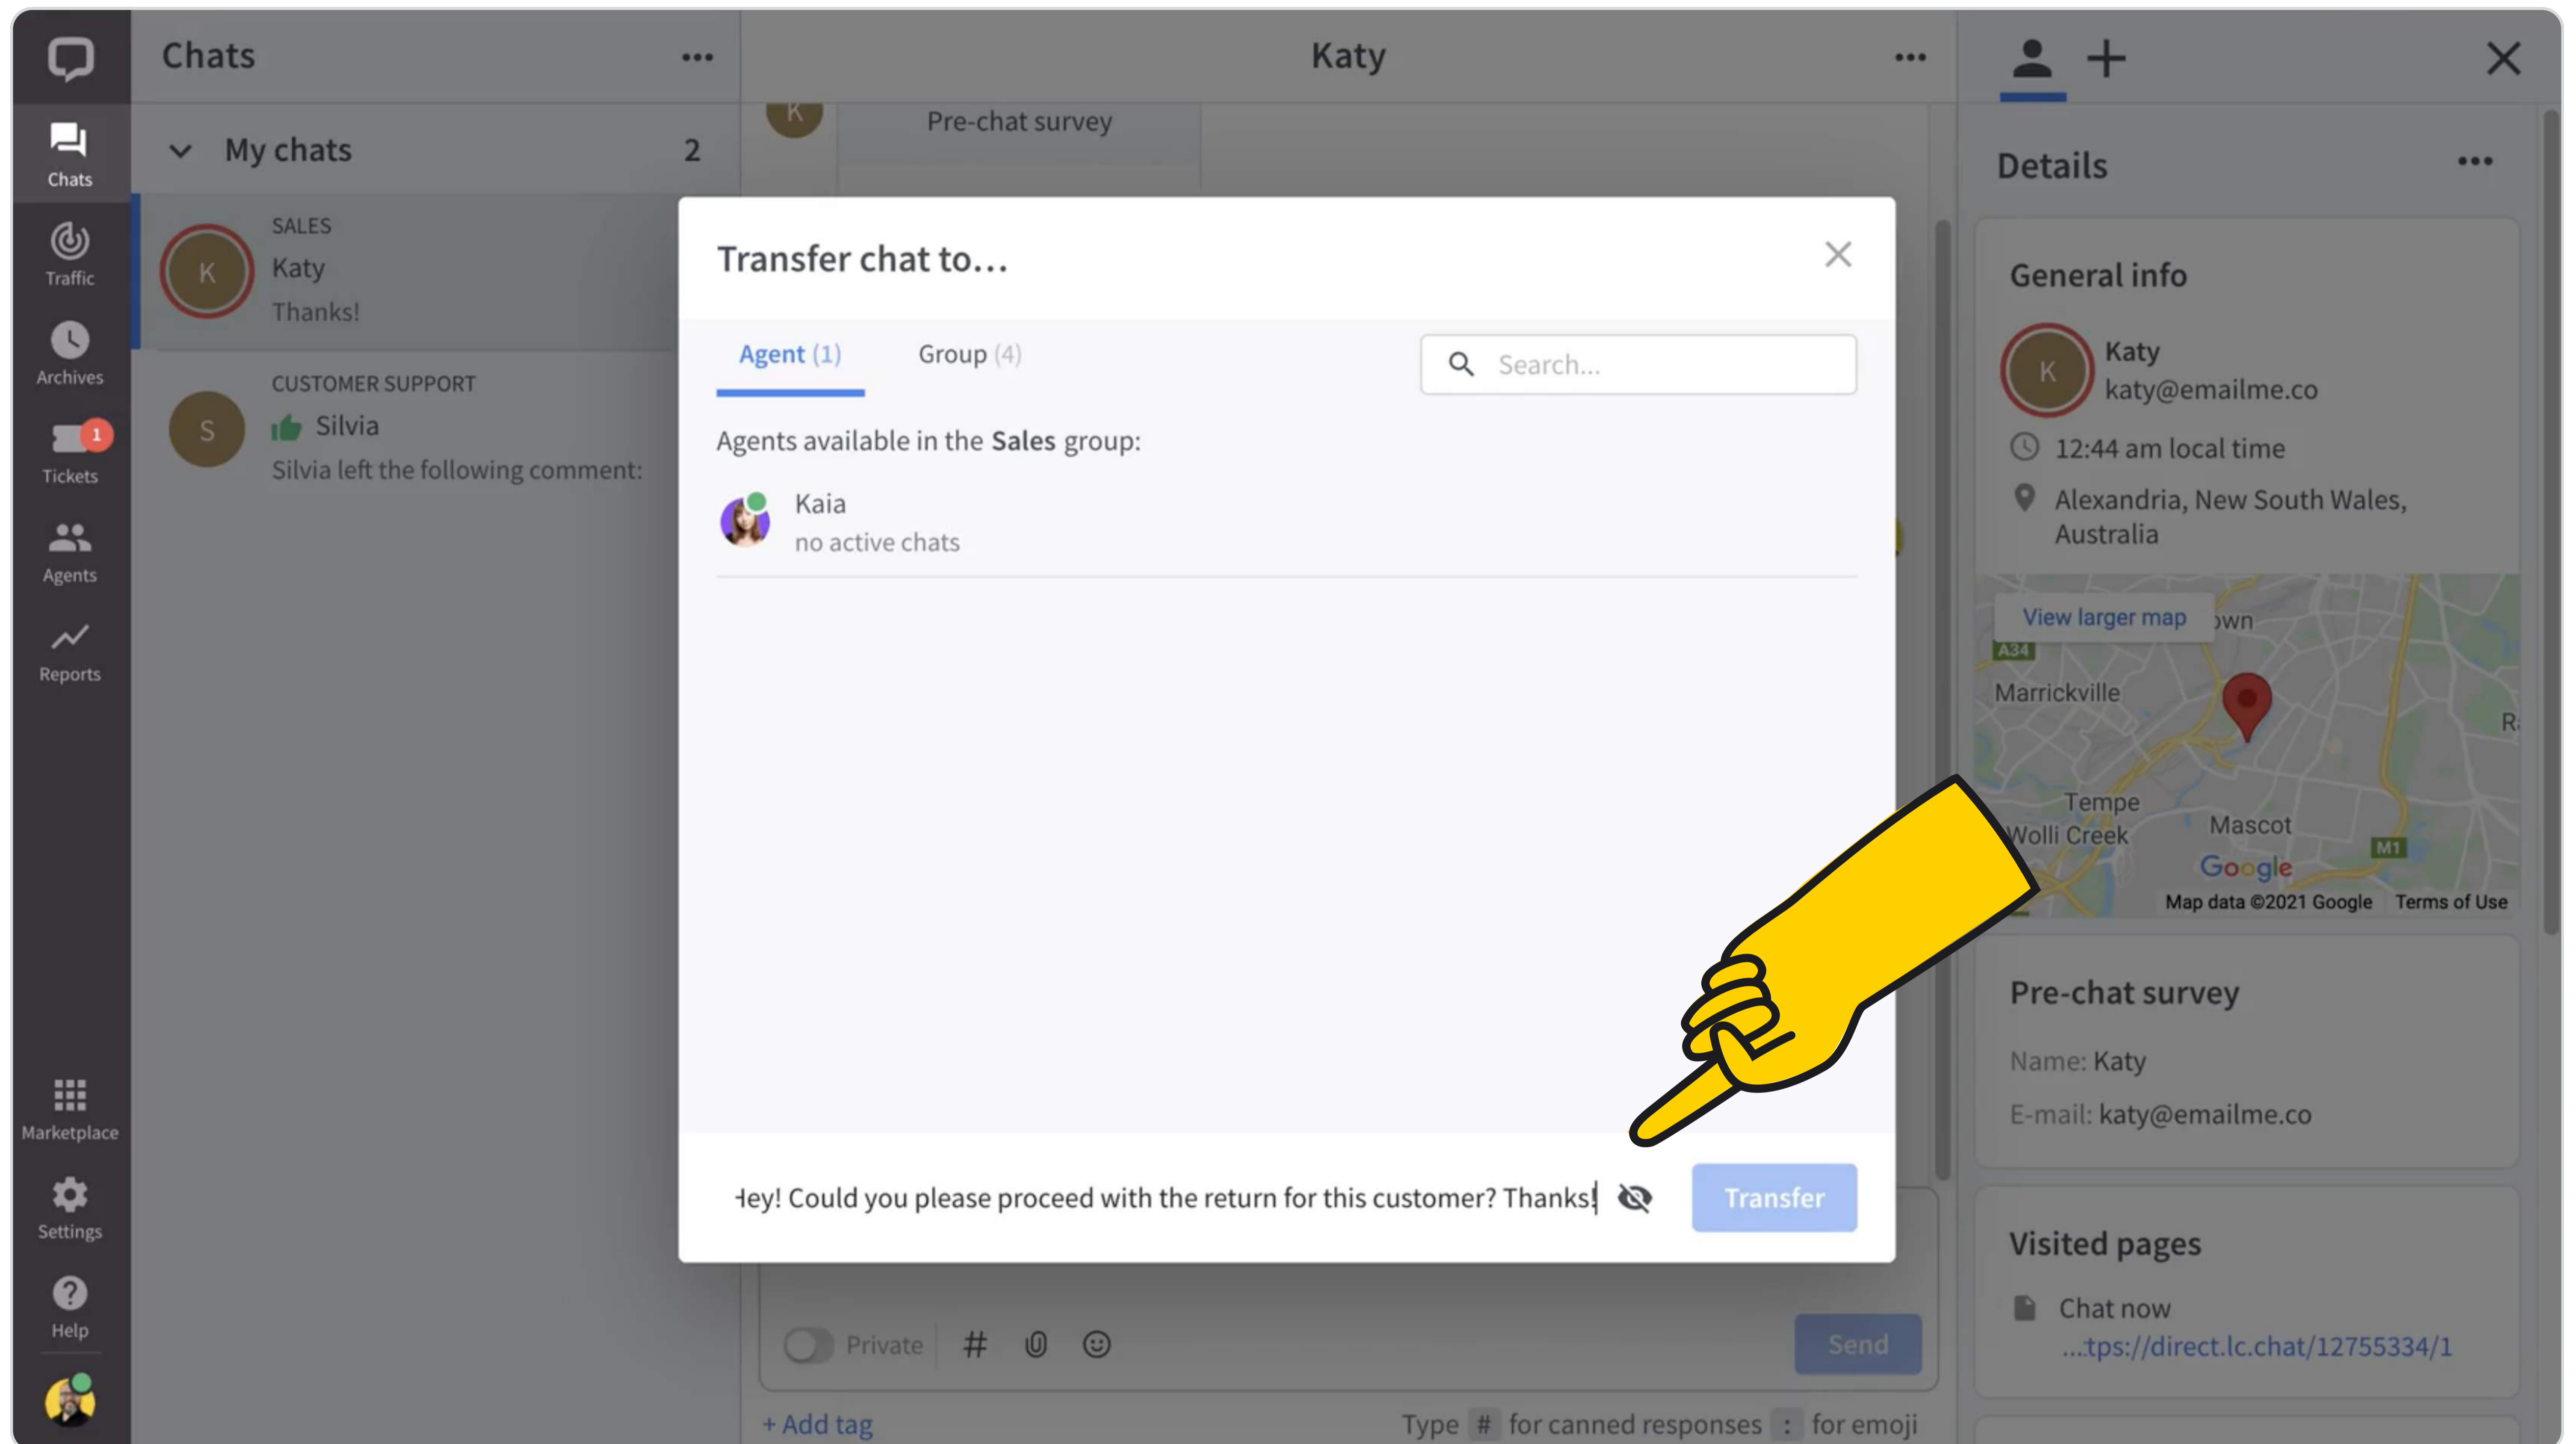 Chats
Traffic
Archives
1
Tickets
Agents
Reports
Marketplace
Settings
Help
Chats
My chats
2
K
SALES
Katy
Thanks!
S
CUSTOMER SUPPORT
Silvia
Silvia left the following comment:
Katy
K
Pre-chat survey
Transfer chat to...
Agent (1)
Group (4)
Search...
Agents available in the Sales group:
Kaia
no active chats
Hey! Could you please proceed with the return for this customer? Thanks!
Transfer
Private
#
Send
+ Add tag
Type # for canned responses : for emoji
Details
General info
K
Katy
katy@emailme.co
12:44 am local time
Alexandria, New South Wales,
Australia
View larger map
own
A34
Marrickville
Tempe
Wolli Creek
Mascot
M1
Google
Map data ©2021 Google
Terms of Use
Pre-chat survey
Name: Katy
E-mail: katy@emailme.co
Visited pages
Chat now
...tps://direct.lc.chat/12755334/1